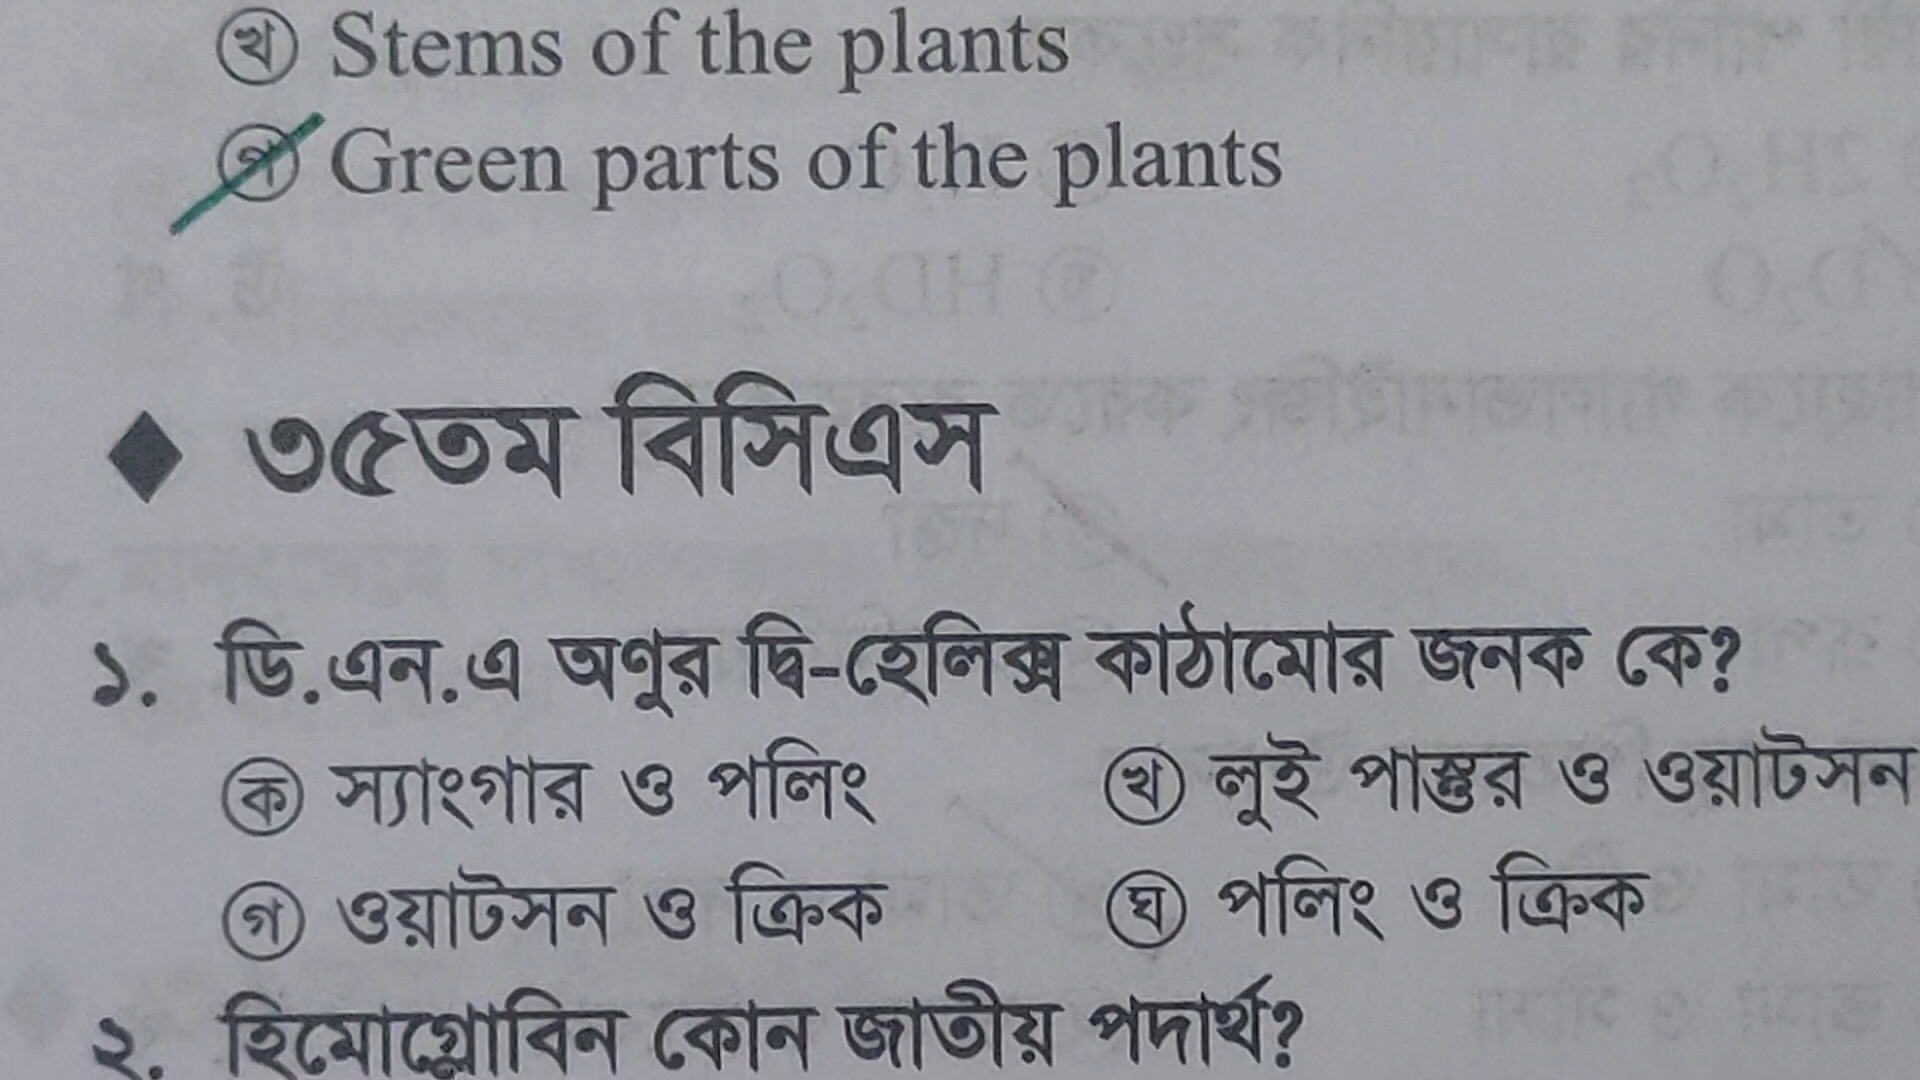 খ Stems of the plants
গ Green parts of the plants
◆ ৩৫তম বিসিএস
১. ডি.এন.এ অণুর দ্বি-হেলিক্স কাঠামোর জনক কে?
ক স্যাংগার ও পলিং খ লুই পাস্তুর ও ওয়াটসন
গ ওয়াটসন ও ক্রিক ঘ পলিং ও ক্রিক
২. হিমোগ্লোবিন কোন জাতীয় পদার্থ?